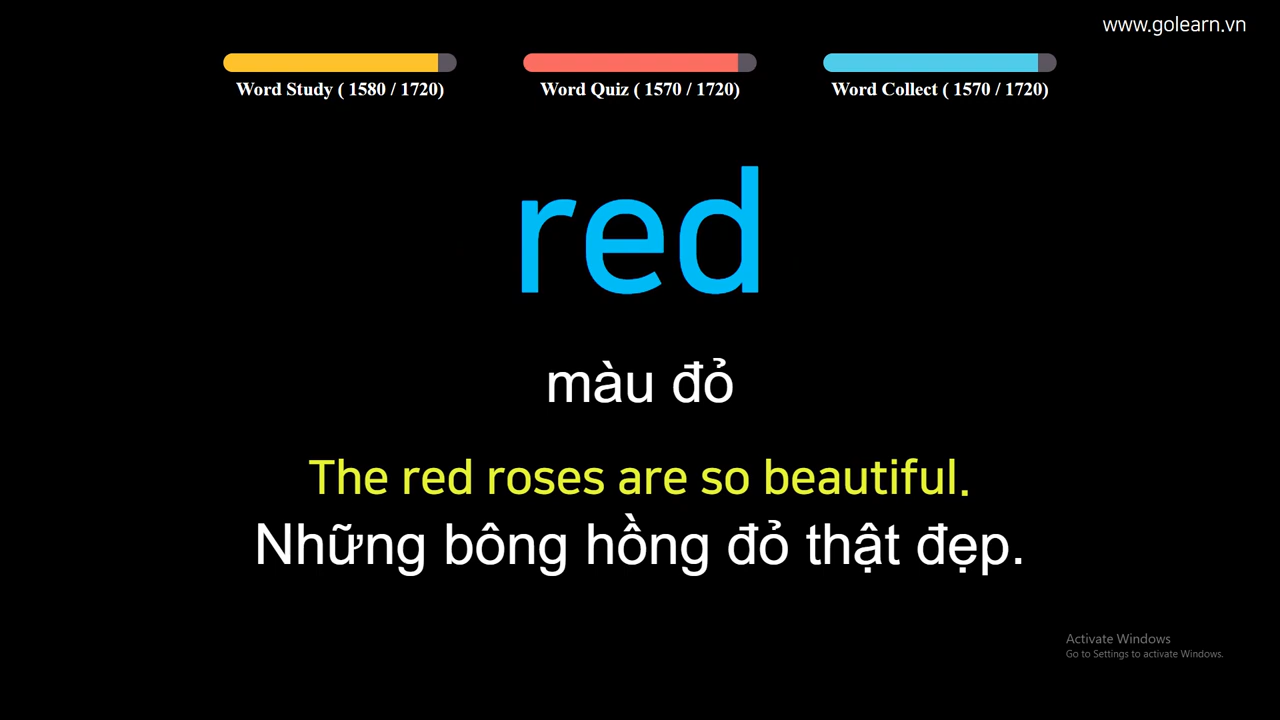 www.golearn.vn
Word Study ( 1580 / 1720)
Word Quiz ( 1570 / 1720)
Word Collect ( 1570 / 1720)
red
màu đỏ
The red roses are so beautiful.
Những bông hồng đỏ thật đẹp.
Activate Windows
Go to Settings to activate Windows.